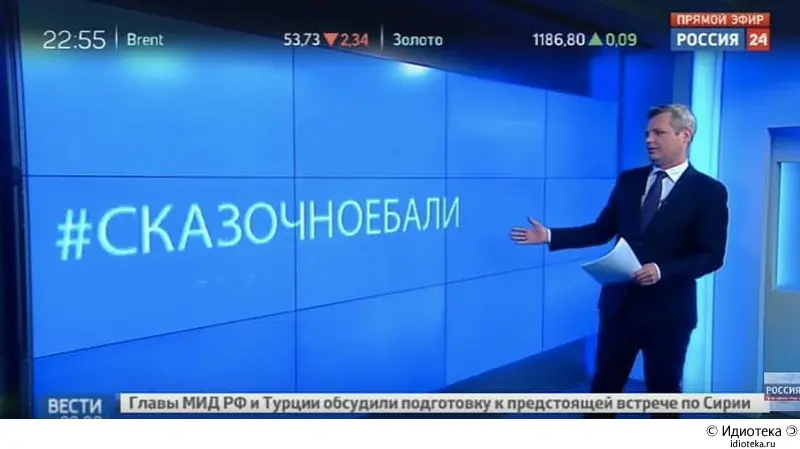 22:55 Brent 53,73 ▼ 2,34 Золото 1186,80 ▲ 0,09
ПРЯМОЙ ЭФИР
РОССИЯ 24
#СКАЗОЧНОЕБАЛИ
РОССИЯ
ВЕСТИ
Главы МИД РФ и Турции обсудили подготовку к предстоящей встрече по Сирии
© Идиотека
idioteka.ru